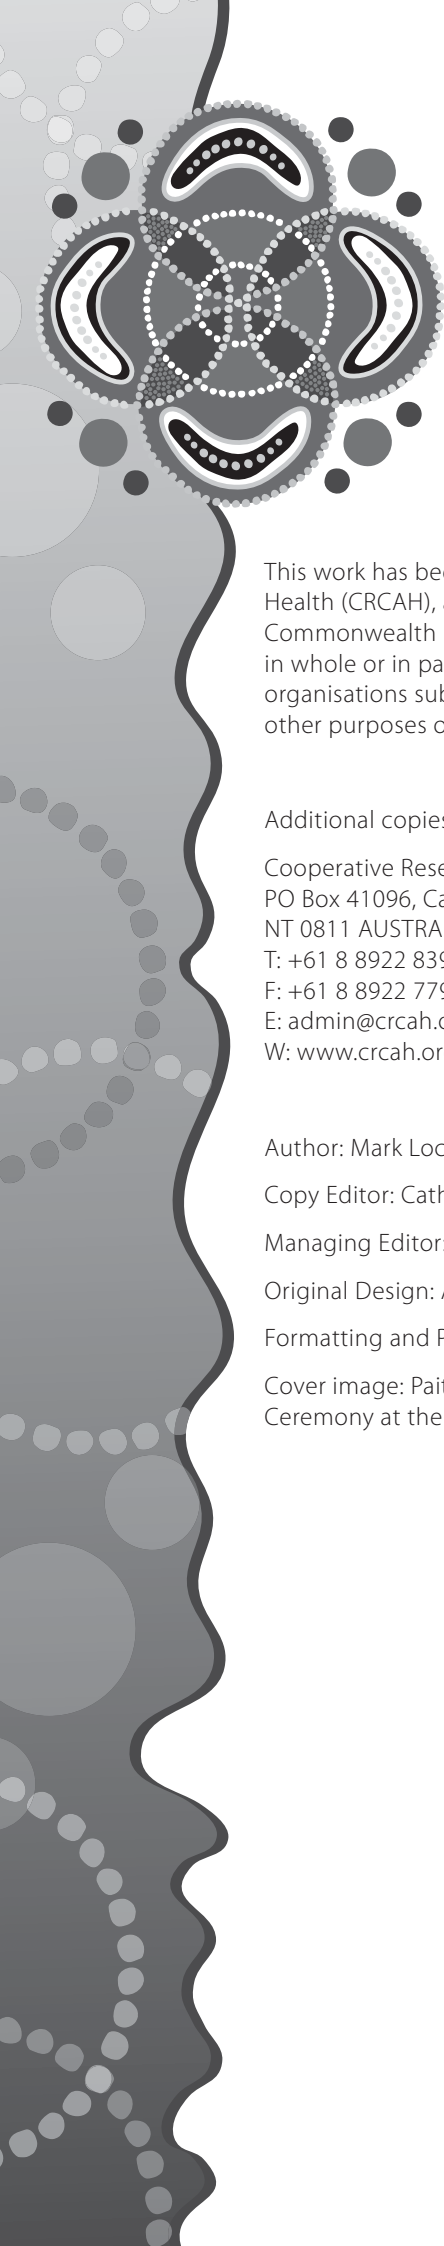 This work has bee
Health (CRCAH), a
Commonwealth
in whole or in pa
organisations sub
other purposes o
Additional copies
Cooperative Rese
PO Box 41096, Ca
NT 0811 AUSTRA
T: +61 8 8922 839
F: +61 8 8922 779
E: admin@crcah.o
W: www.crcah.or
Author: Mark Loc
Copy Editor: Cath
Managing Editor:
Original Design: A
Formatting and P
Cover image: Pait
Ceremony at the